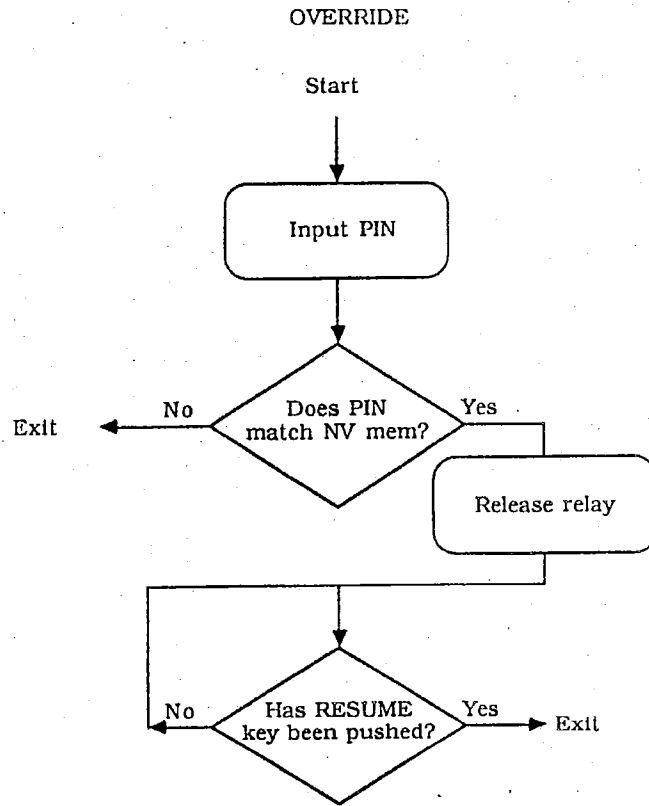 OVERRIDE
Start
Input PIN
Does PIN
match NV mem?
No
Yes
Exit
Release relay
Has RESUME
key been pushed?
No
Yes
Exit